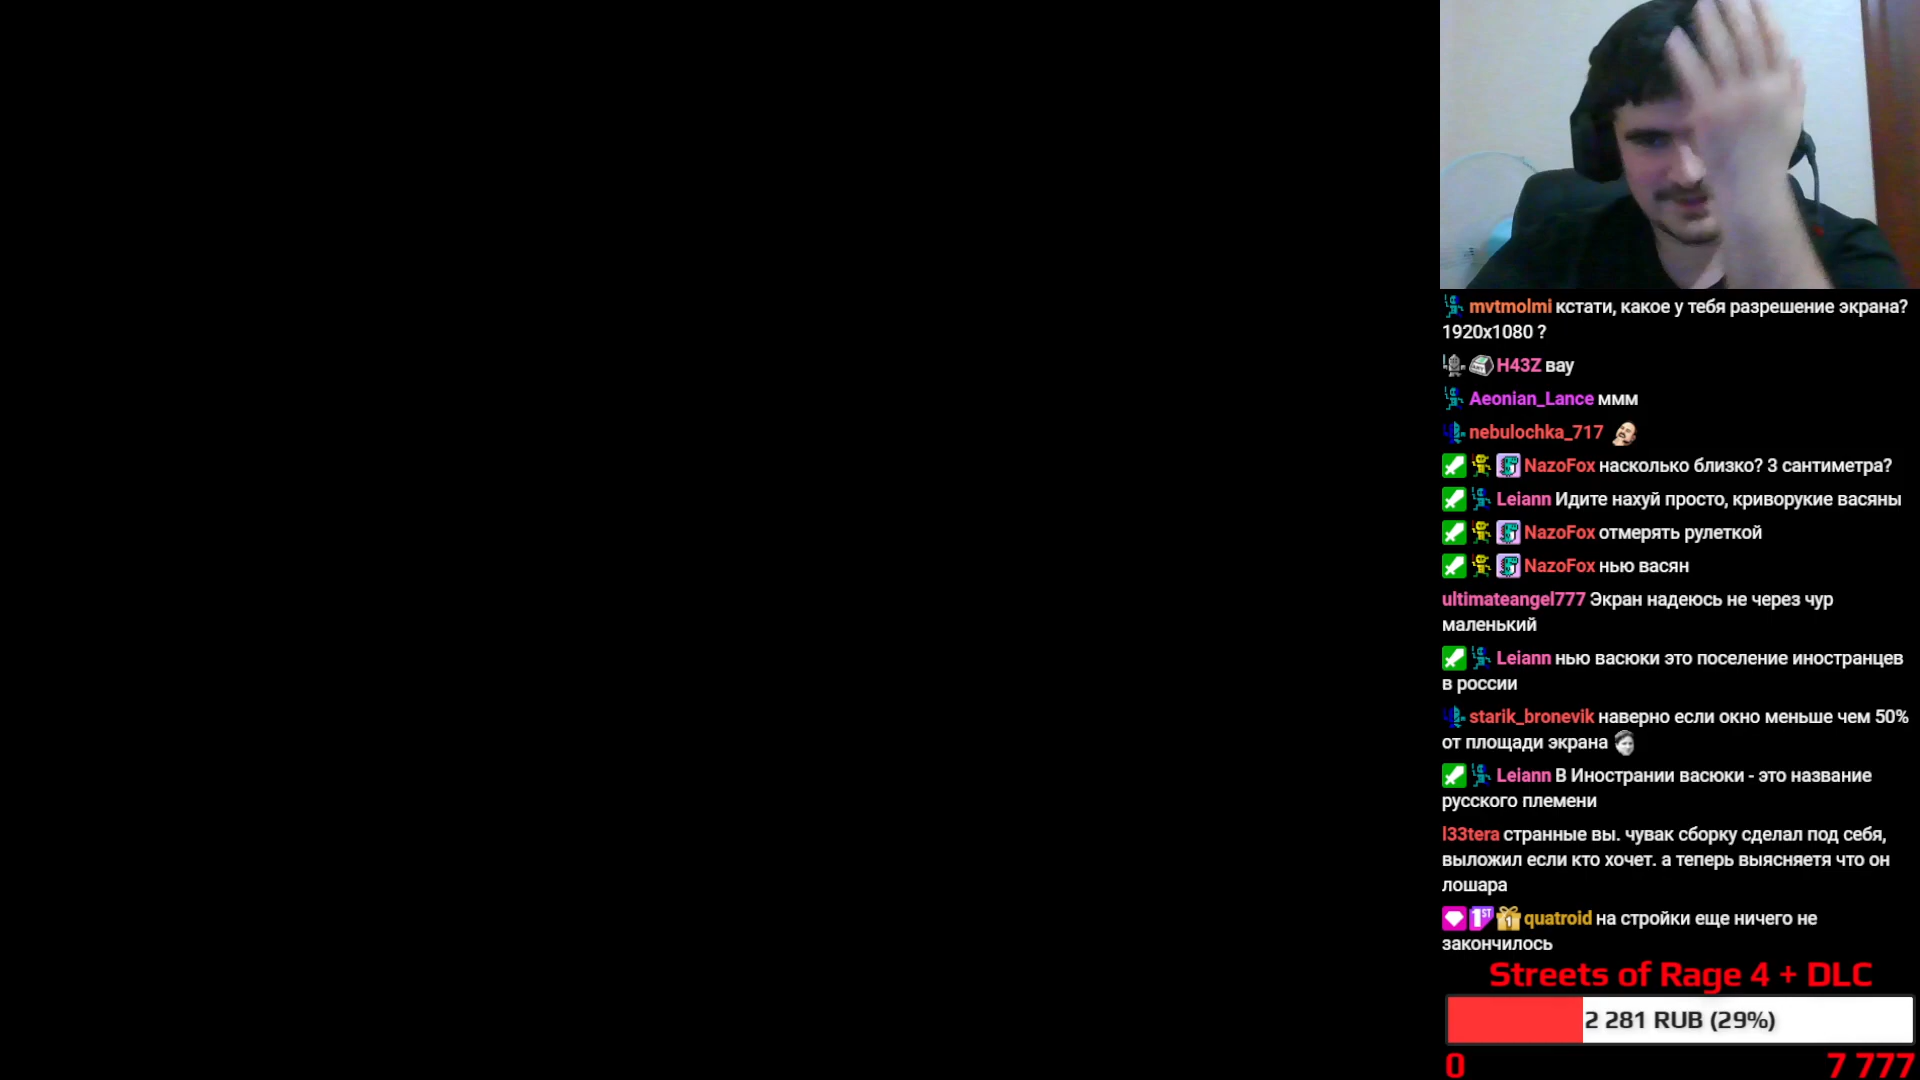 mvtmolmi кстати, какое у тебя разрешение экрана?
1920x1080 ?
H43Z вау
Aeonian_Lance ммм
nebulochka_717
NazoFox насколько близко? 3 сантиметра?
Leiann Идите нахуй просто, криворукие васяны
NazoFox отмерять рулеткой
NazoFox нью васян
ultimateangel777 Экран надеюсь не через чур
маленький
Leiann нью васюки это поселение иностранцев
в россии
starik_bronevik наверно если окно меньше чем 50%
от площади экрана
Leiann В Инострании васюки - это название
русского племени
l33tera странные вы. чувак сборку сделал под себя,
выложил если кто хочет. а теперь выясняетя что он
лошара
1ST 1 quatroid на стройки еще ничего не
закончилось
Streets of Rage 4 + DLC
2 281 RUB (29%)
0 7 777